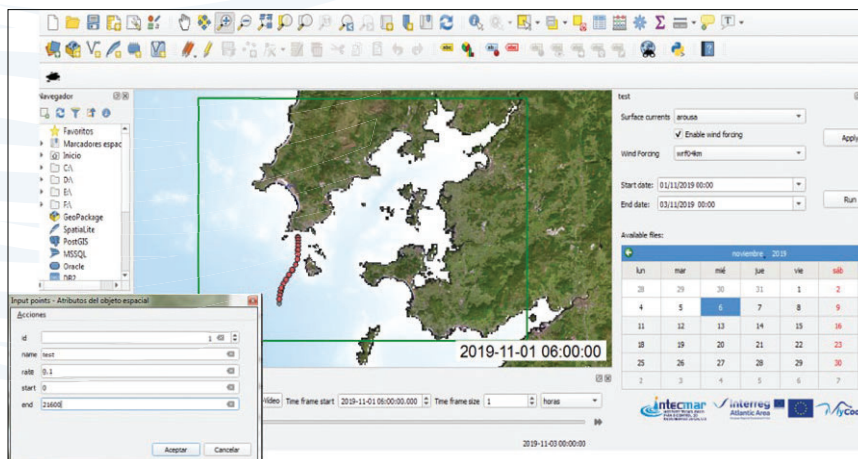 Navegador
Favoritos
Marcadores espac
Inicio
C:\
D:\
E:\
F:\
GeoPackage
SpatiaLite
PostGIS
MSSQL
Oracle
DB2
Input points - Atributos del objeto espacial
Acciones
id 1
name test
rate 0.1
start 0
end 21600
Aceptar Cancelar
2019-11-01 06:00:00
Time frame start 2019-11-01 06:00:00.000 Time frame size 1 horas
2019-11-03 00:00:00
test
Surface currents arousa
Enable wind forcing
Wind Forcing wrf04km
Apply
Start date: 01/11/2019 00:00
End date: 03/11/2019 00:00
Run
Available files:
noviembre 2019
lun mar mié jue vie sáb
28 29 30 31 1 2
4 5 6 7 8 9
11 12 13 14 15 16
18 19 20 21 22 23
25 26 27 28 29 30
2 3 4 5 6 7
intecmar
Interreg
Atlantic Area
MyCoa